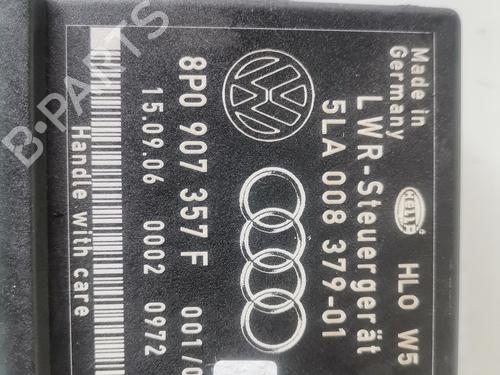 Made in
Germany
HELLA
HLO W5
LWR-Steuergerät
5LA 008 379-01
8P0 907 357 F
001/0
15.09.06 0002 0972
Handle with care
B-PARTS